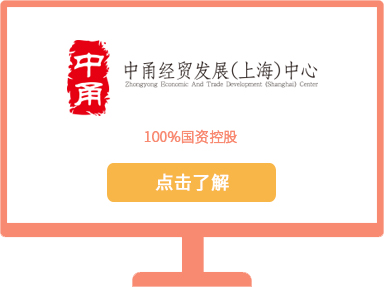 中甬
中甬经贸发展(上海)中心
Zhongyong Economic And Trade Development (Shanghai) Center
100%国资控股
点击了解